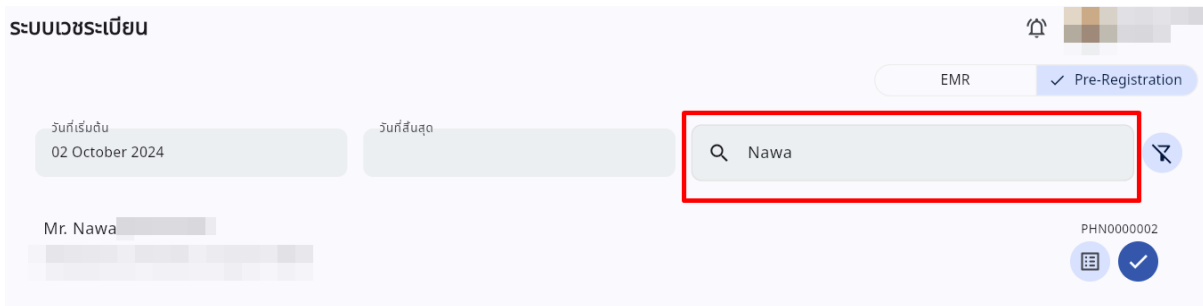 ระบบเวชระเบียน
EMR
Pre-Registration
วันที่เริ่มต้น
02 October 2024
วันที่สิ้นสุด
Nawa
Mr. Nawa
PHN0000002